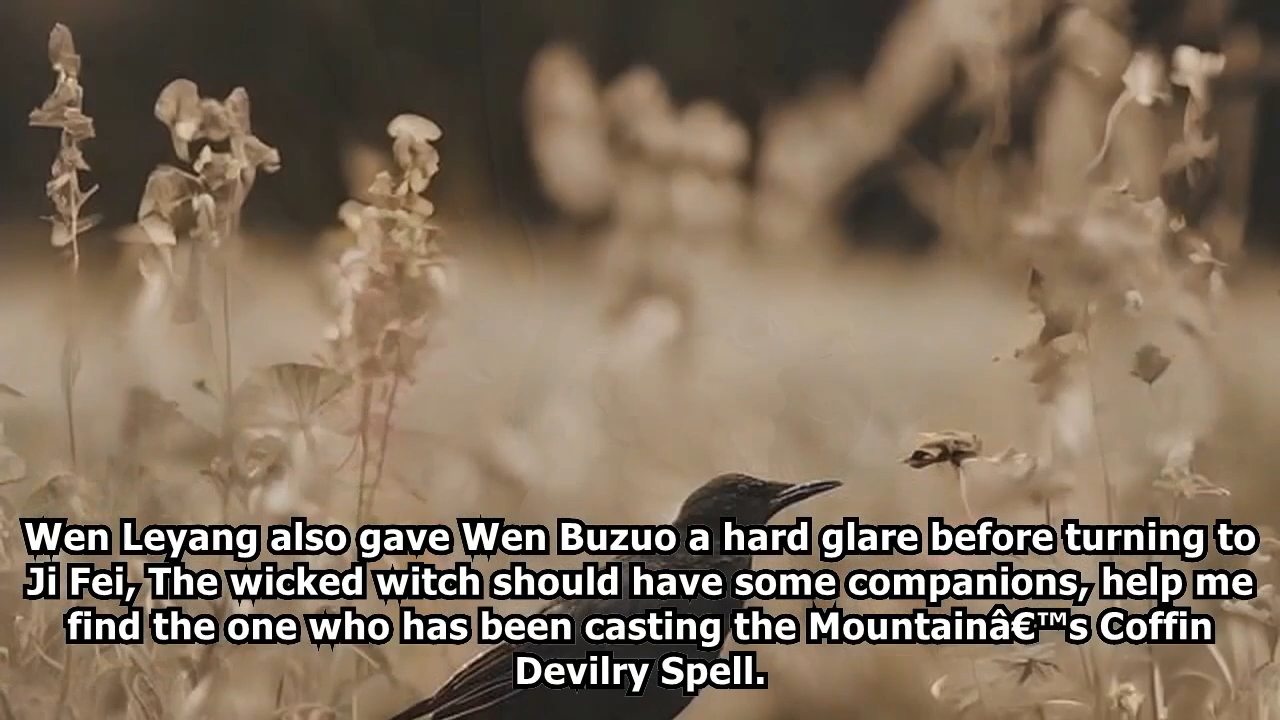 Wen Leyang also gave Wen Buzuo a hard glare before turning to
Ji Fei, The wicked witch should have some companions, help me
find the one who has been casting the Mountainâ€™s Coffin
Devilry Spell.